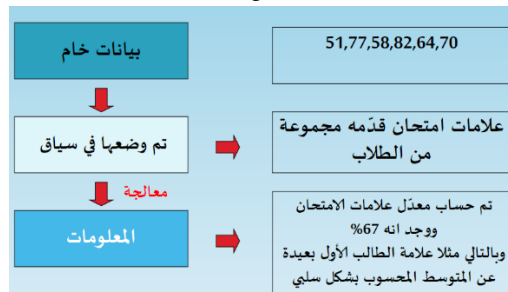 بيانات خام
51,77,58,82,64,70
تم وضعها في سياق
علامات امتحان قدّمه مجموعة
من الطلاب
معالجة
المعلومات
تم حساب معدّل علامات الامتحان
ووجد انه 67%
وبالتالي مثلا علامة الطالب الأول بعيدة
عن المتوسط المحسوب بشكل سلبي